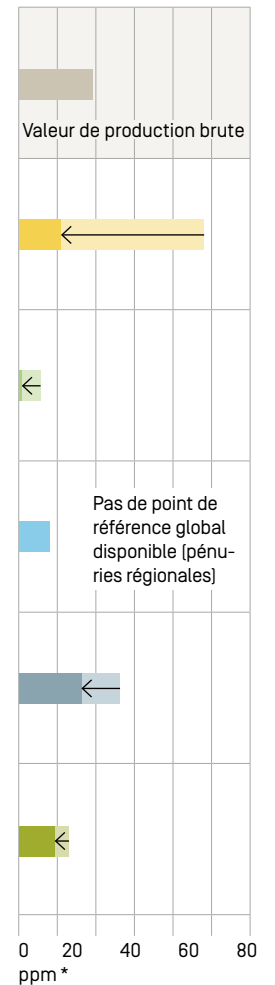 Valeur de production brute
Pas de point de
référence global
disponible (pénu-
ries régionales)
0 20 40 60 80
ppm *